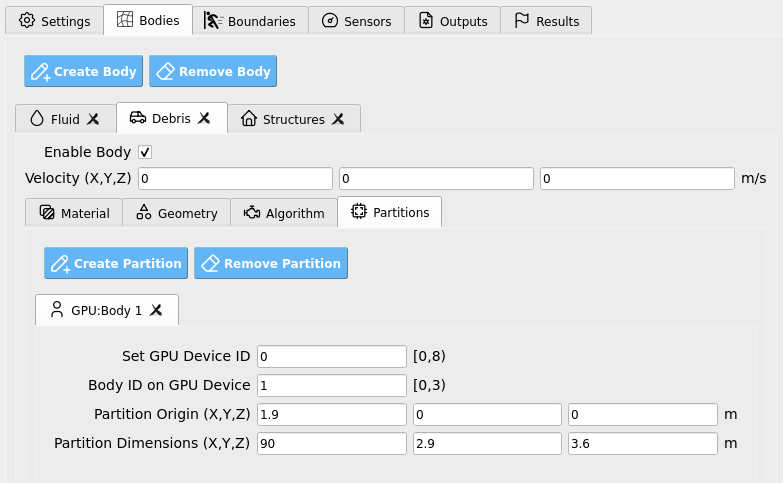 Settings Bodies Boundaries Sensors Outputs Results
Create Body Remove Body
Fluid Debris Structures
Enable Body
Velocity (X,Y,Z) 0 0 0 m/s
Material Geometry Algorithm Partitions
Create Partition Remove Partition
GPU:Body 1
Set GPU Device ID 0 [0,8)
Body ID on GPU Device 1 [0,3)
Partition Origin (X,Y,Z) 1.9 0 0 m
Partition Dimensions (X,Y,Z) 90 2.9 3.6 m